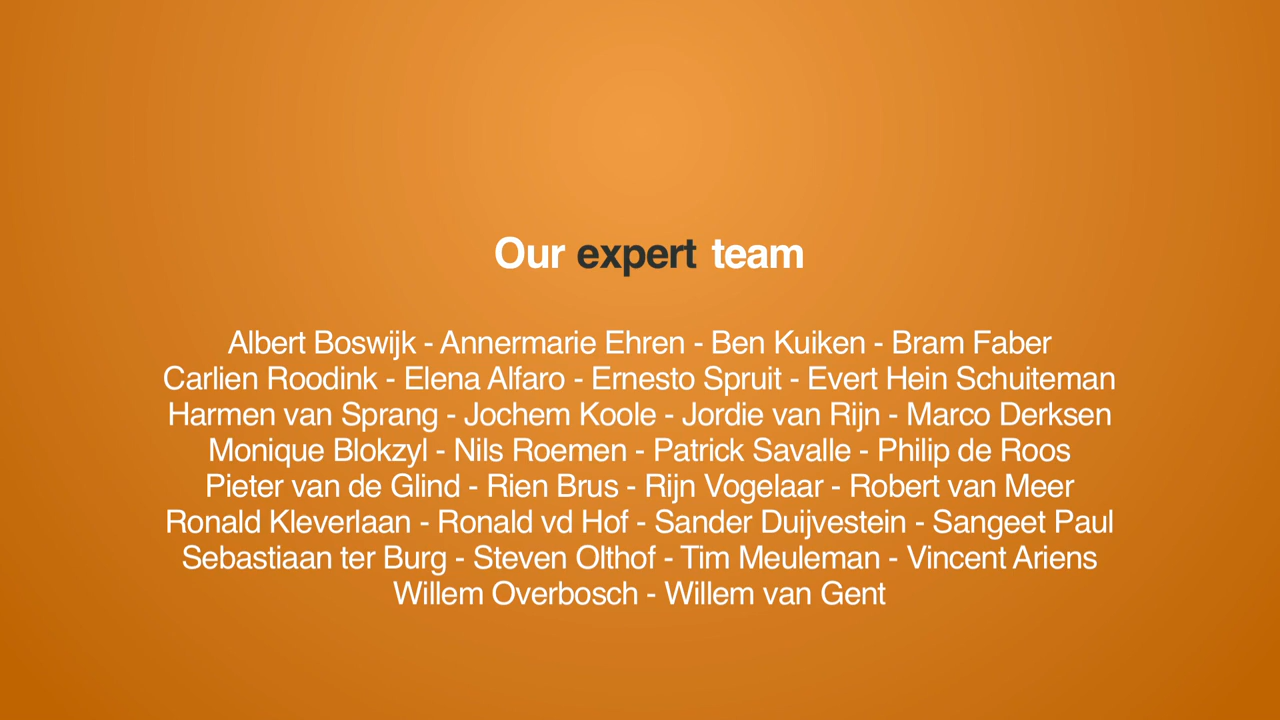 Our expert team
Albert Boswijk - Annermarie Ehren - Ben Kuiken - Bram Faber
Carlien Roodink - Elena Alfaro - Ernesto Spruit - Evert Hein Schuiteman
Harmen van Sprang - Jochem Koole - Jordie van Rijn - Marco Derksen
Monique Blokzyl - Nils Roemen - Patrick Savalle - Philip de Roos
Pieter van de Glind - Rien Brus - Rijn Vogelaar - Robert van Meer
Ronald Kleverlaan - Ronald vd Hof - Sander Duijvestein - Sangeet Paul
Sebastiaan ter Burg - Steven Olthof - Tim Meuleman - Vincent Ariens
Willem Overbosch - Willem van Gent